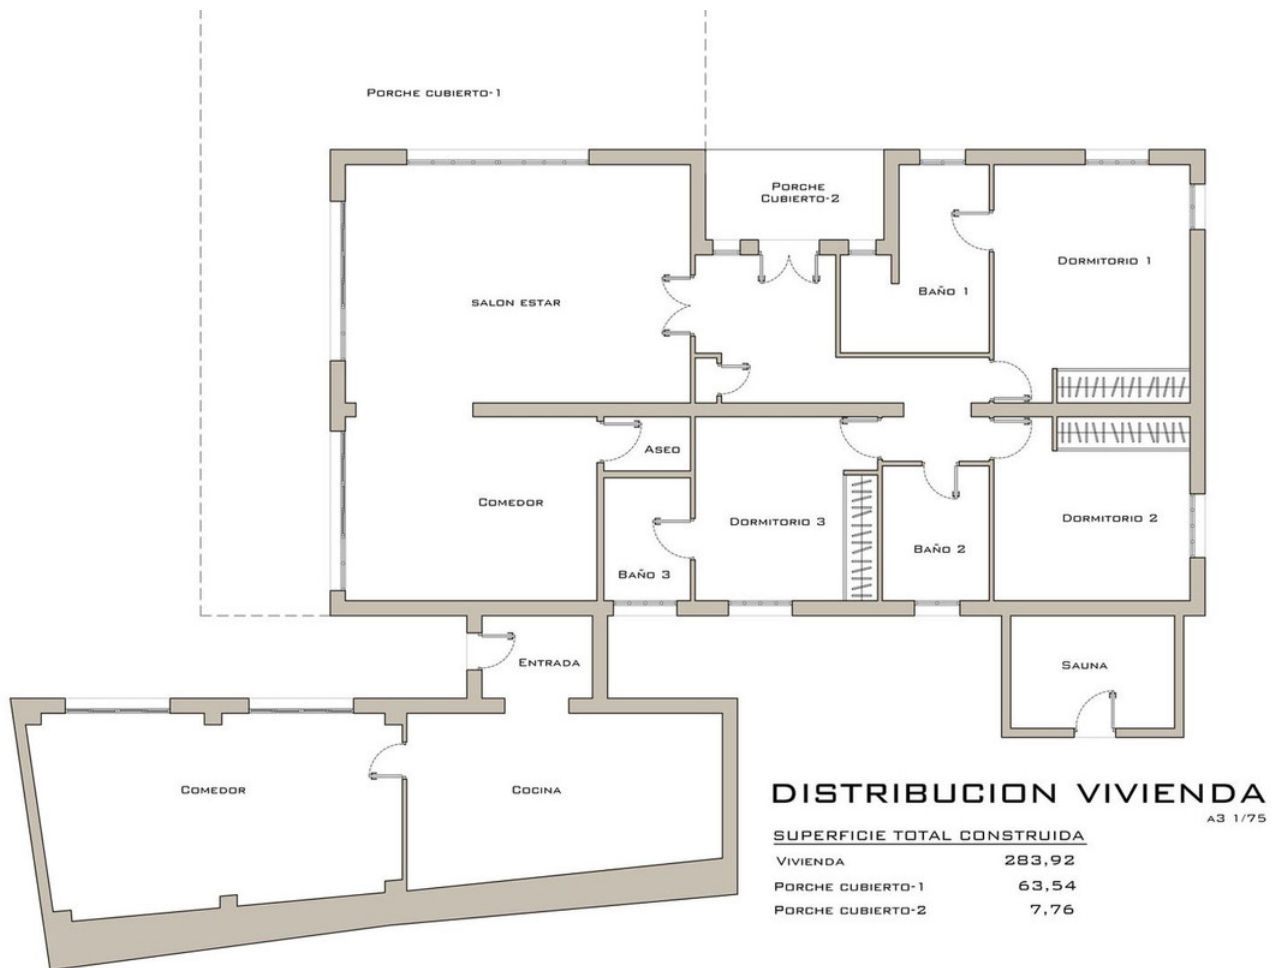 PORCHE CUBIERTO-1
PORCHE
CUBIERTO-2
DORMITORIO 1
BAÑO 1
SALON ESTAR
ASEO
COMEDOR
DORMITORIO 3
DORMITORIO 2
BAÑO 2
BAÑO 3
ENTRADA
SAUNA
COMEDOR
COCINA
DISTRIBUCION VIVIENDA
A3 1/75
SUPERFICIE TOTAL CONSTRUIDA
VIVIENDA 283,92
PORCHE CUBIERTO-1 63,54
PORCHE CUBIERTO-2 7,76